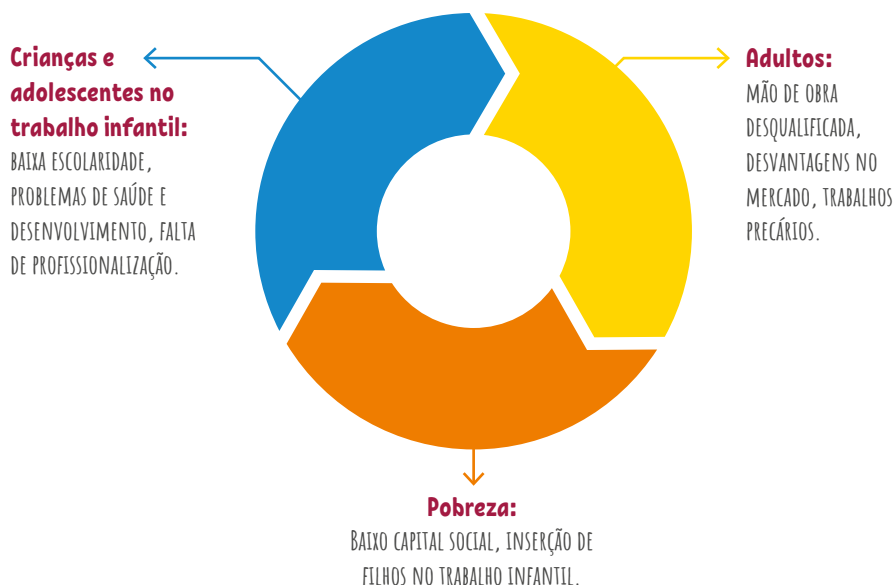 Crianças e
adolescentes no
trabalho infantil:
BAIXA ESCOLARIDADE,
PROBLEMAS DE SAÚDE E
DESENVOLVIMENTO, FALTA
DE PROFISSIONALIZAÇÃO.
Adultos:
MÃO DE OBRA
DESQUALIFICADA,
DESVANTAGENS NO
MERCADO, TRABALHOS
PRECÁRIOS.
Pobreza:
BAIXO CAPITAL SOCIAL, INSERÇÃO DE
FILHOS NO TRABALHO INFANTIL.